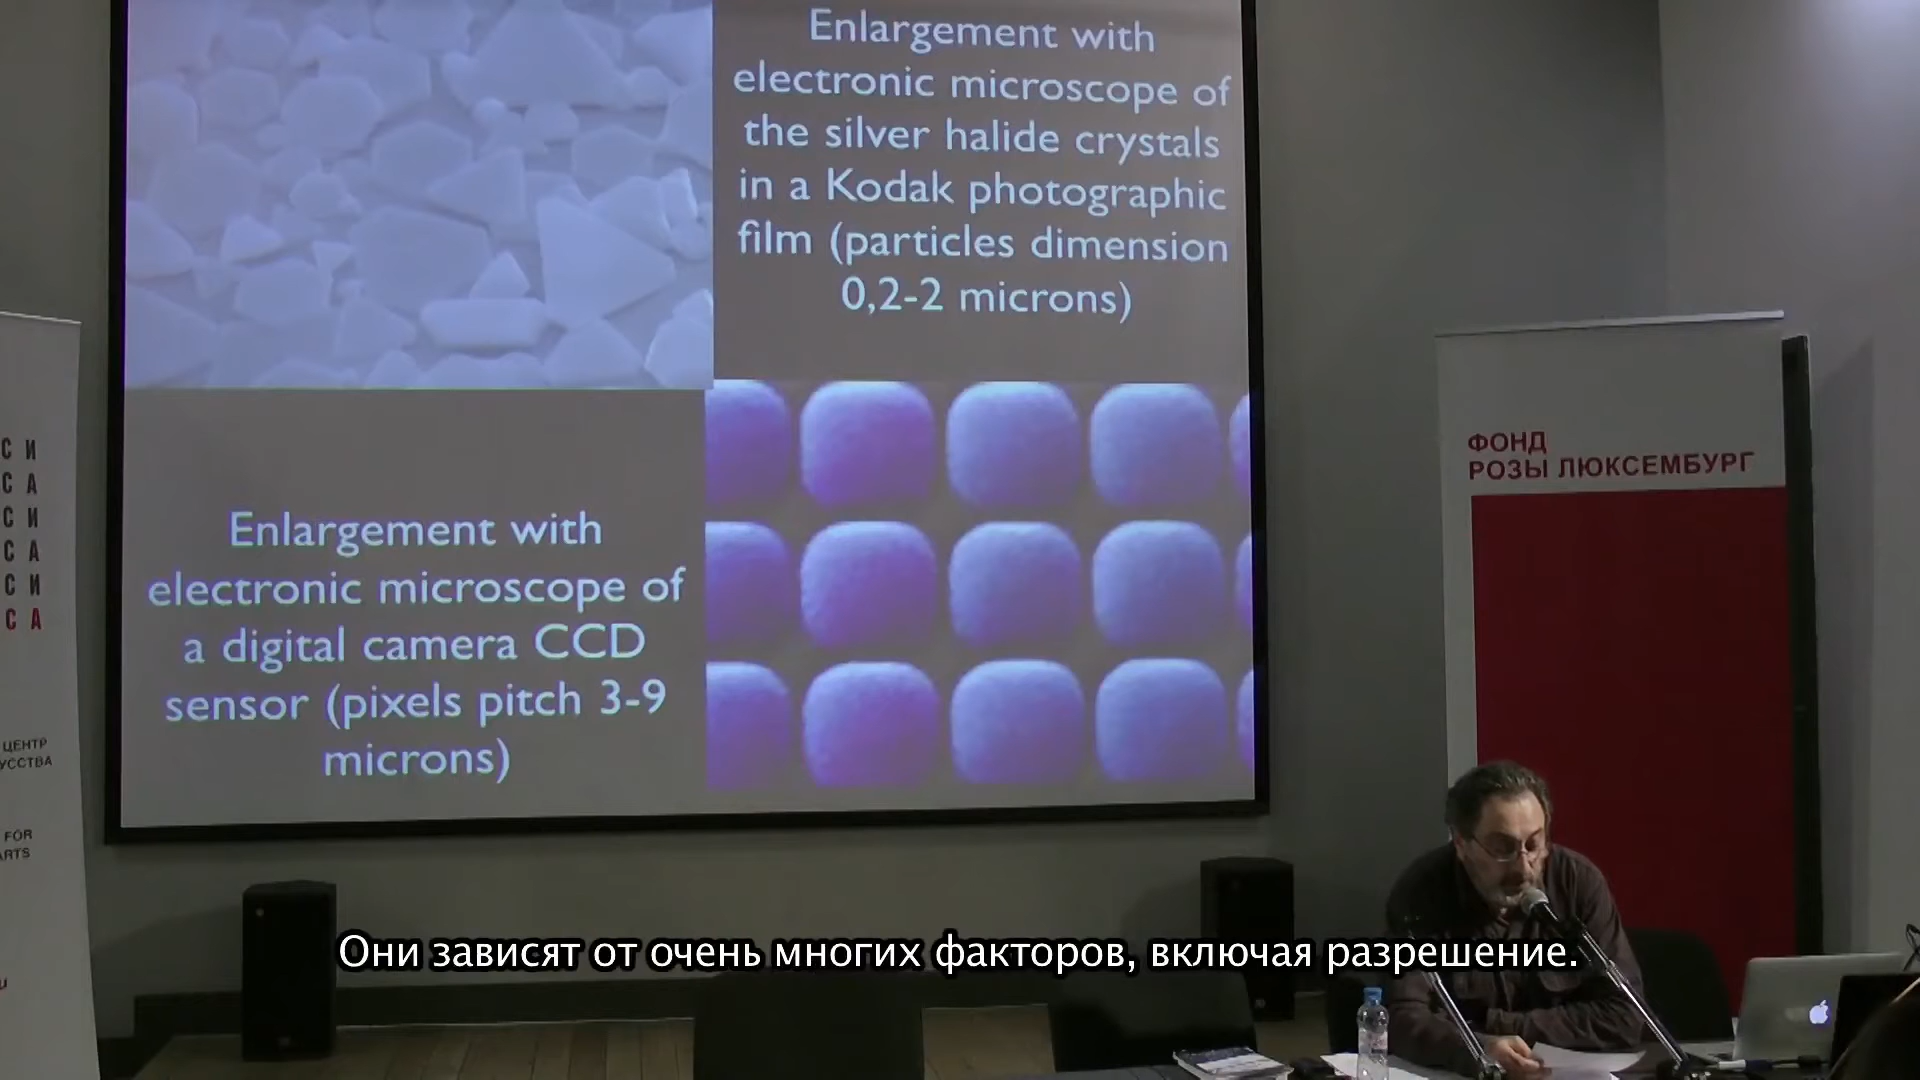 Enlargement with
electronic microscope of
the silver halide crystals
in a Kodak photographic
film (particles dimension
0,2-2 microns)
Enlargement with
electronic microscope of
a digital camera CCD
sensor (pixels pitch 3-9
microns)
С И
С А
С И
С А
С И
С А
ЦЕНТР
FOR
ФОНД
РОЗЫ ЛЮКСЕМБУРГ
Они зависят от очень многих факторов, включая разрешение.